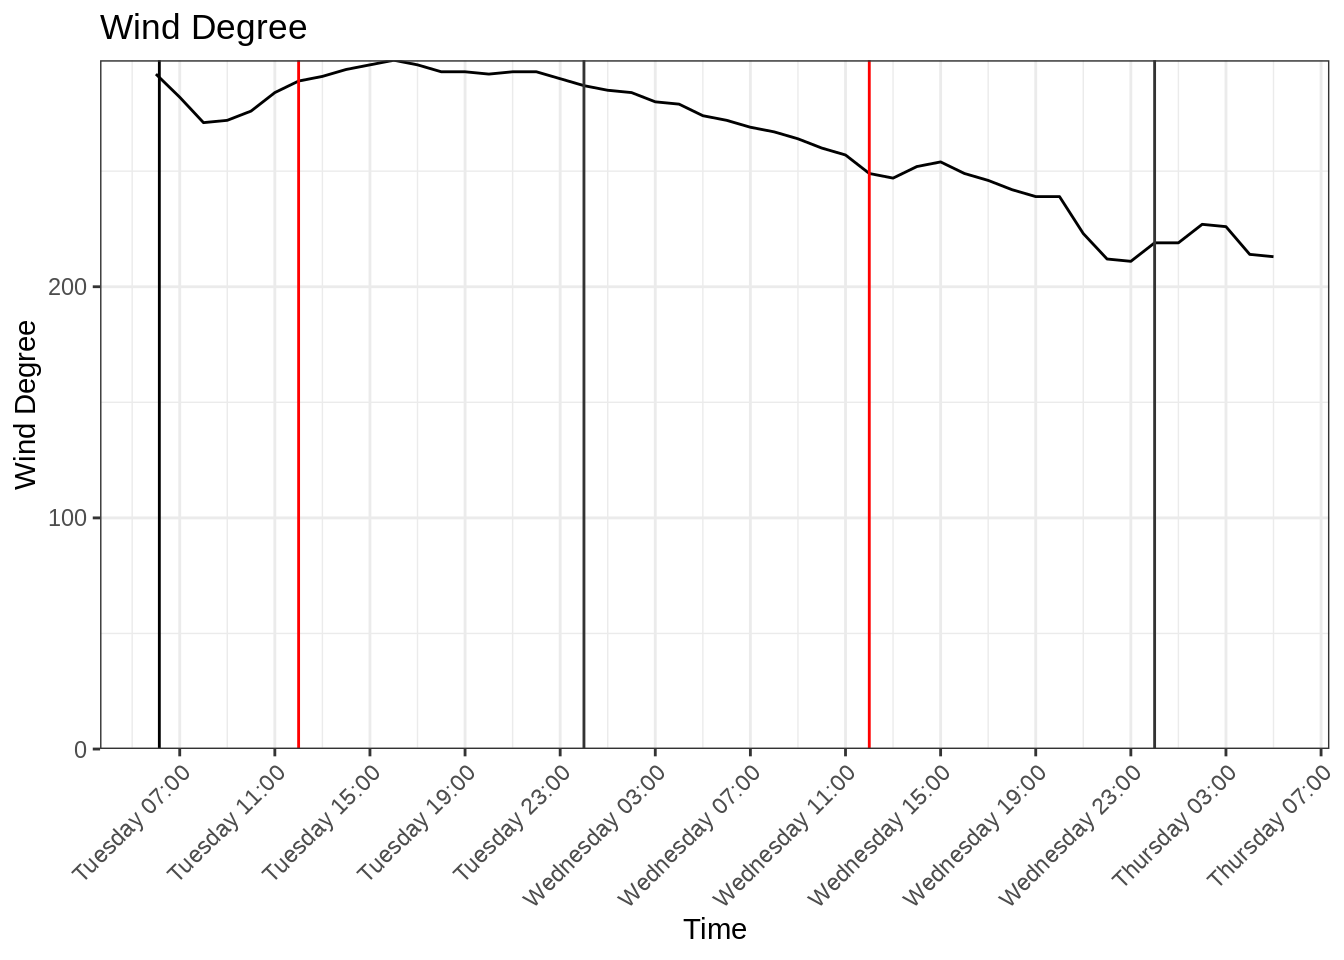 Wind Degree
Wind Degree
200
100
0
Tuesday 07:00
Tuesday 11:00
Tuesday 15:00
Tuesday 19:00
Tuesday 23:00
Wednesday 03:00
Wednesday 07:00
Wednesday 11:00
Wednesday 15:00
Wednesday 19:00
Wednesday 23:00
Thursday 03:00
Thursday 07:00
Time